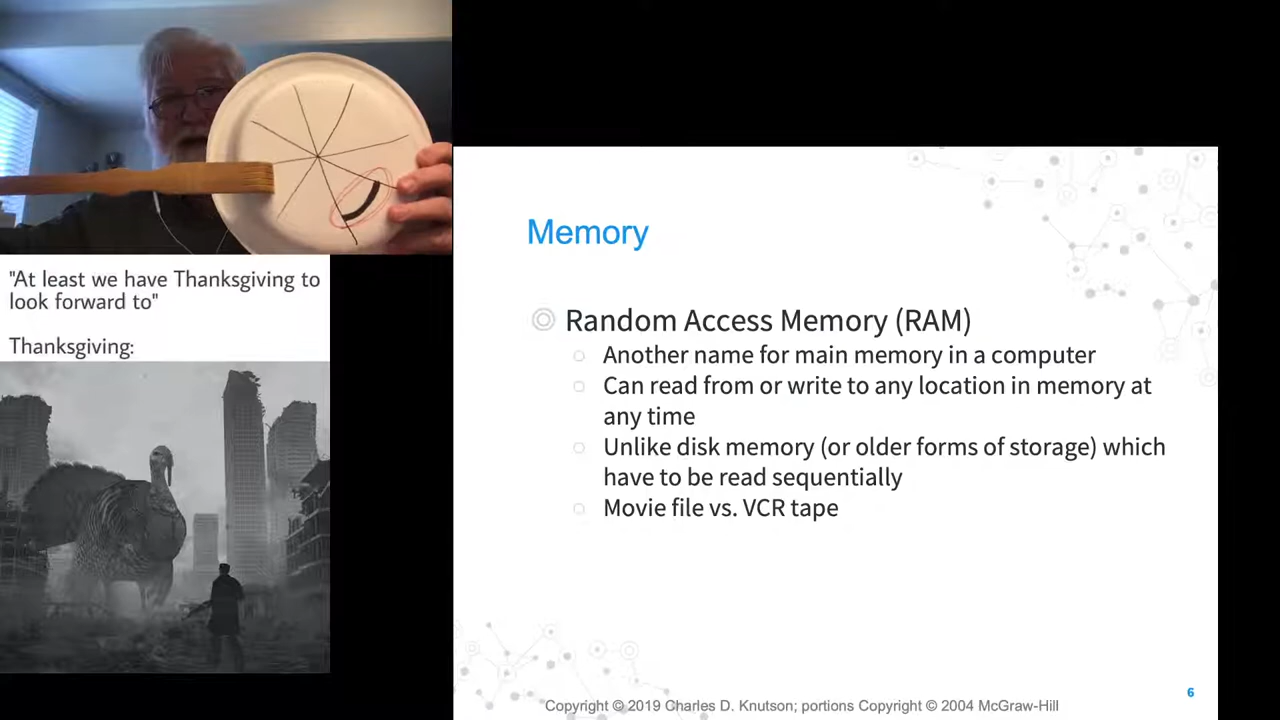 "At least we have Thanksgiving to
look forward to"
Thanksgiving:
Memory
Random Access Memory (RAM)
Another name for main memory in a computer
Can read from or write to any location in memory at
any time
Unlike disk memory (or older forms of storage) which
have to be read sequentially
Movie file vs. VCR tape
6
Copyright © 2019 Charles D. Knutson; portions Copyright © 2004 McGraw-Hill